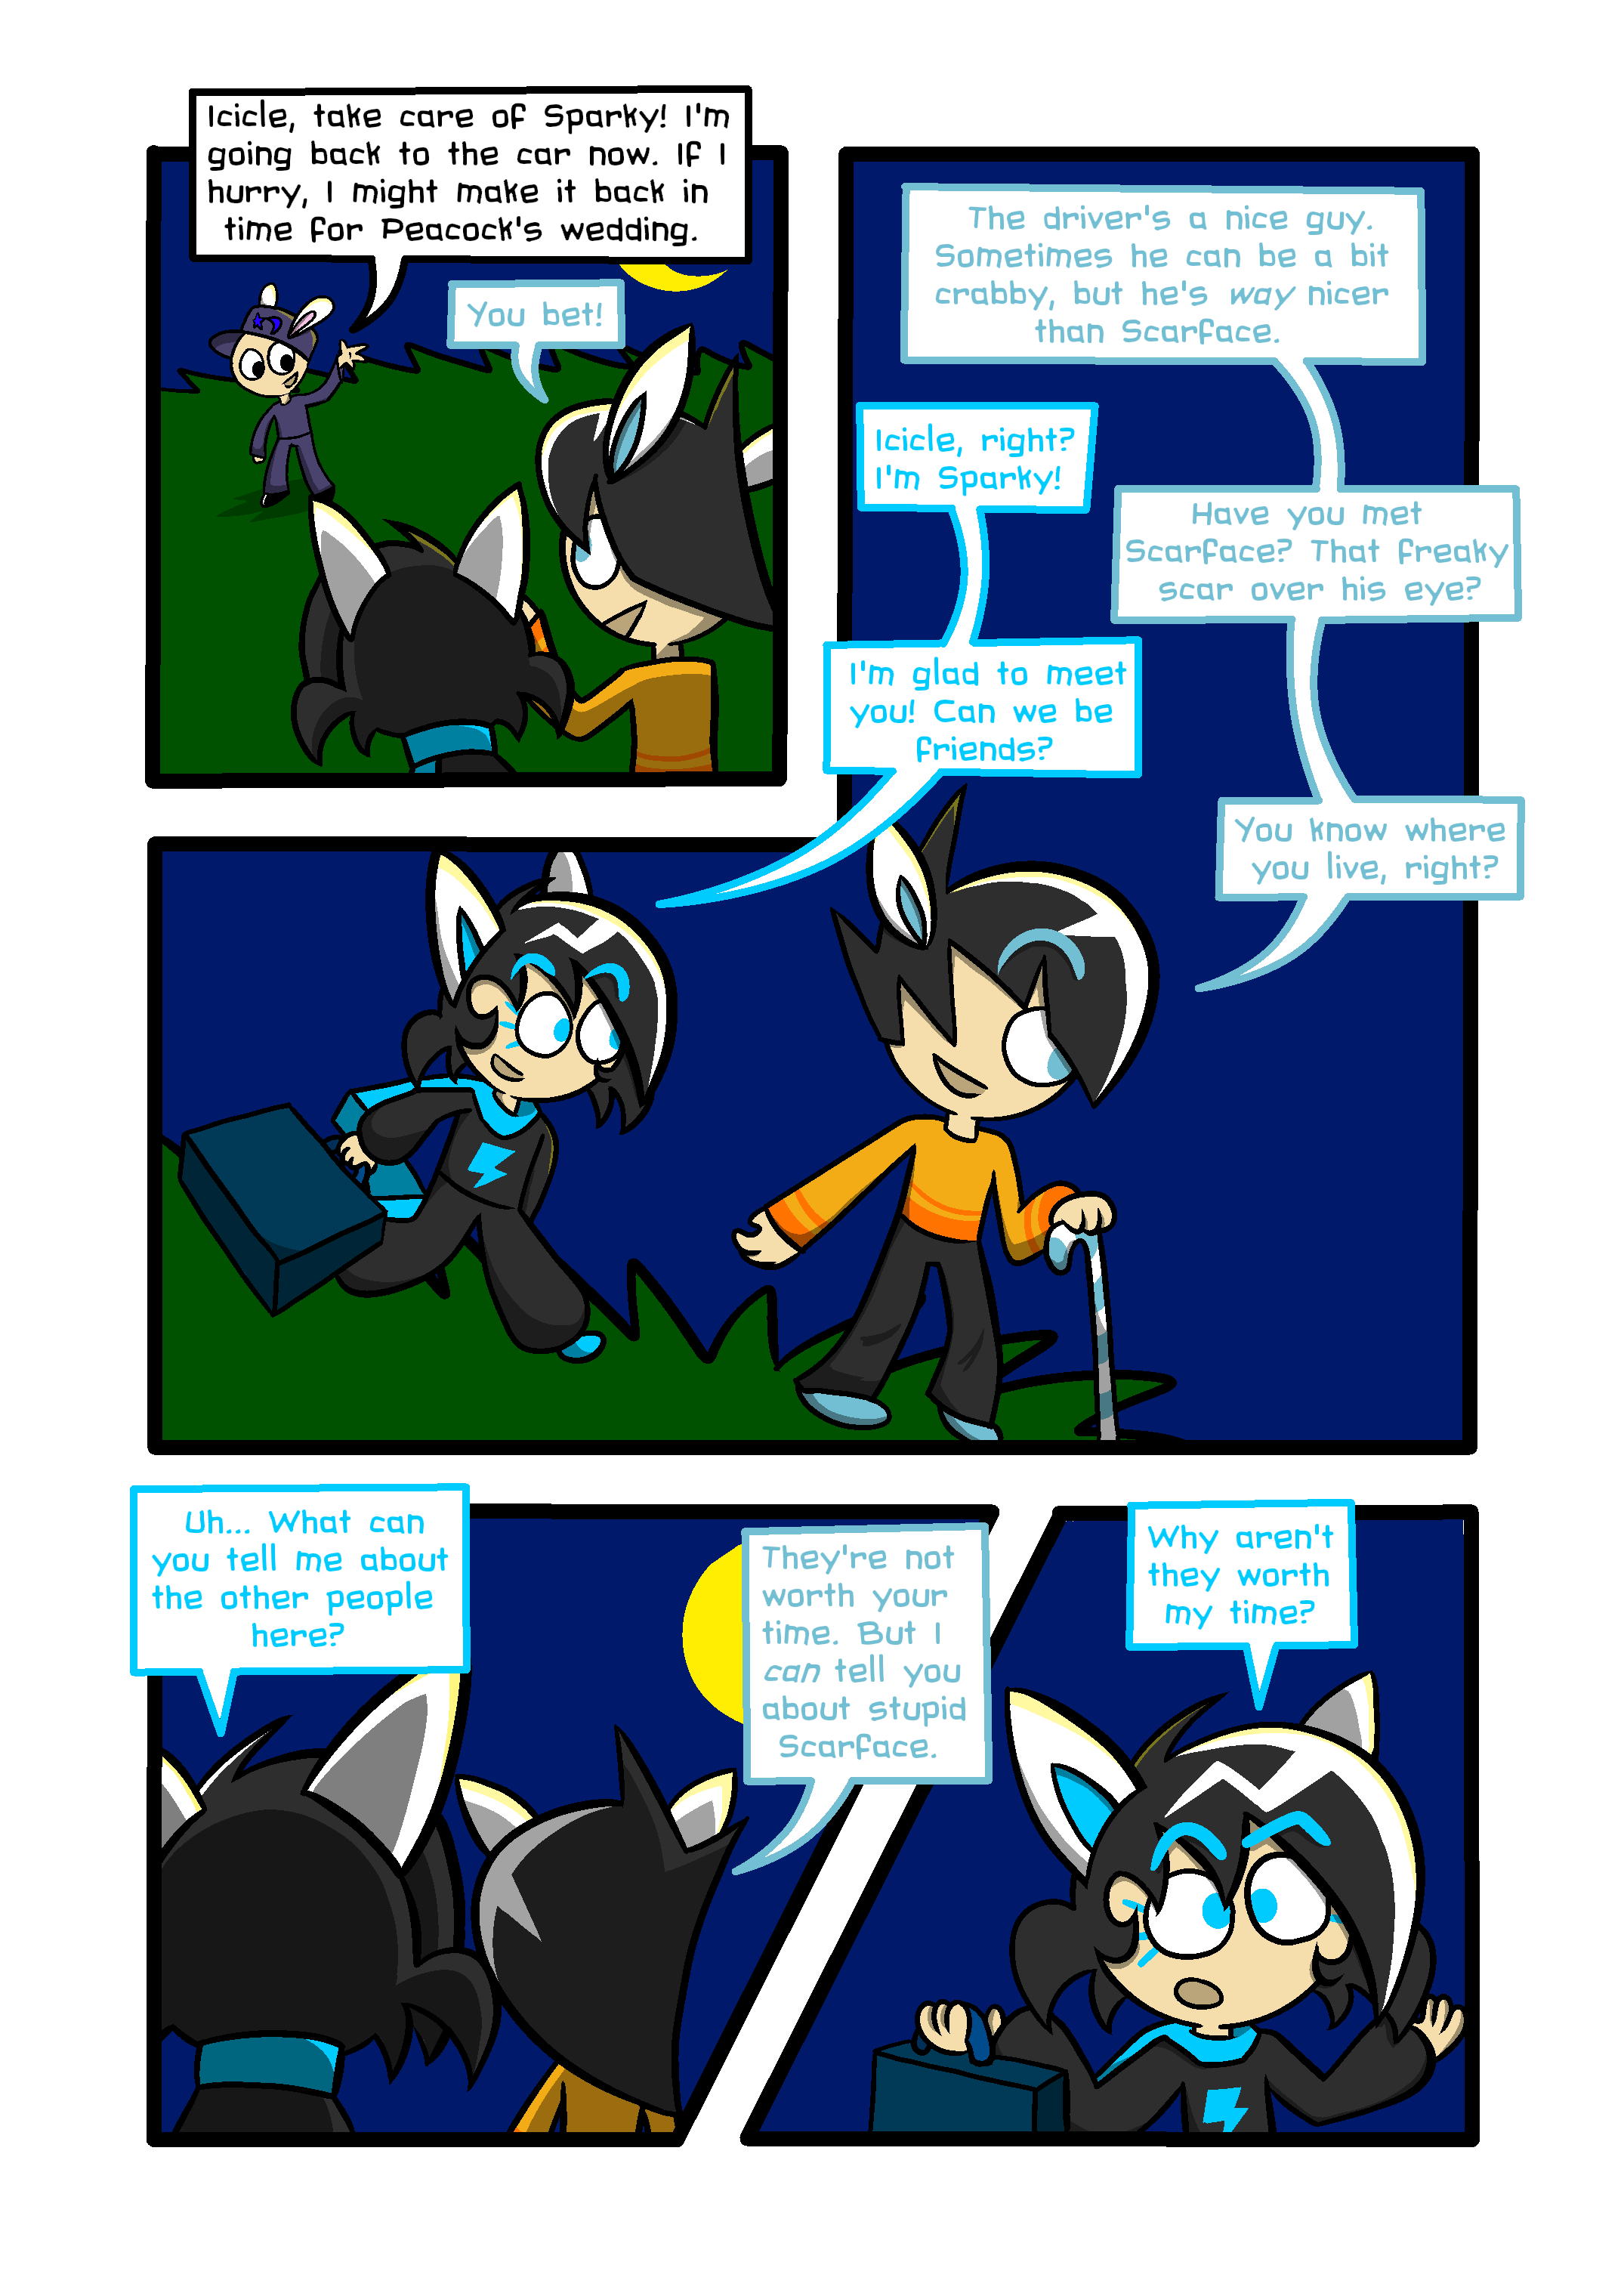 Icicle, take care of Sparky! I'm
going back to the car now. If I
hurry, I might make it back in
time for Peacock's wedding.
You bet!
The driver's a nice guy.
Sometimes he can be a bit
crabby, but he's way nicer
than Scarface.
Icicle, right?
I'm Sparky!
Have you met
Scarface? That freaky
scar over his eye?
I'm glad to meet
you! Can we be
friends?
You know where
you live, right?
Uh... What can
you tell me about
the other people
here?
They're not
worth your
time. But I
can tell you
about stupid
Scarface.
Why aren't
they worth
my time?